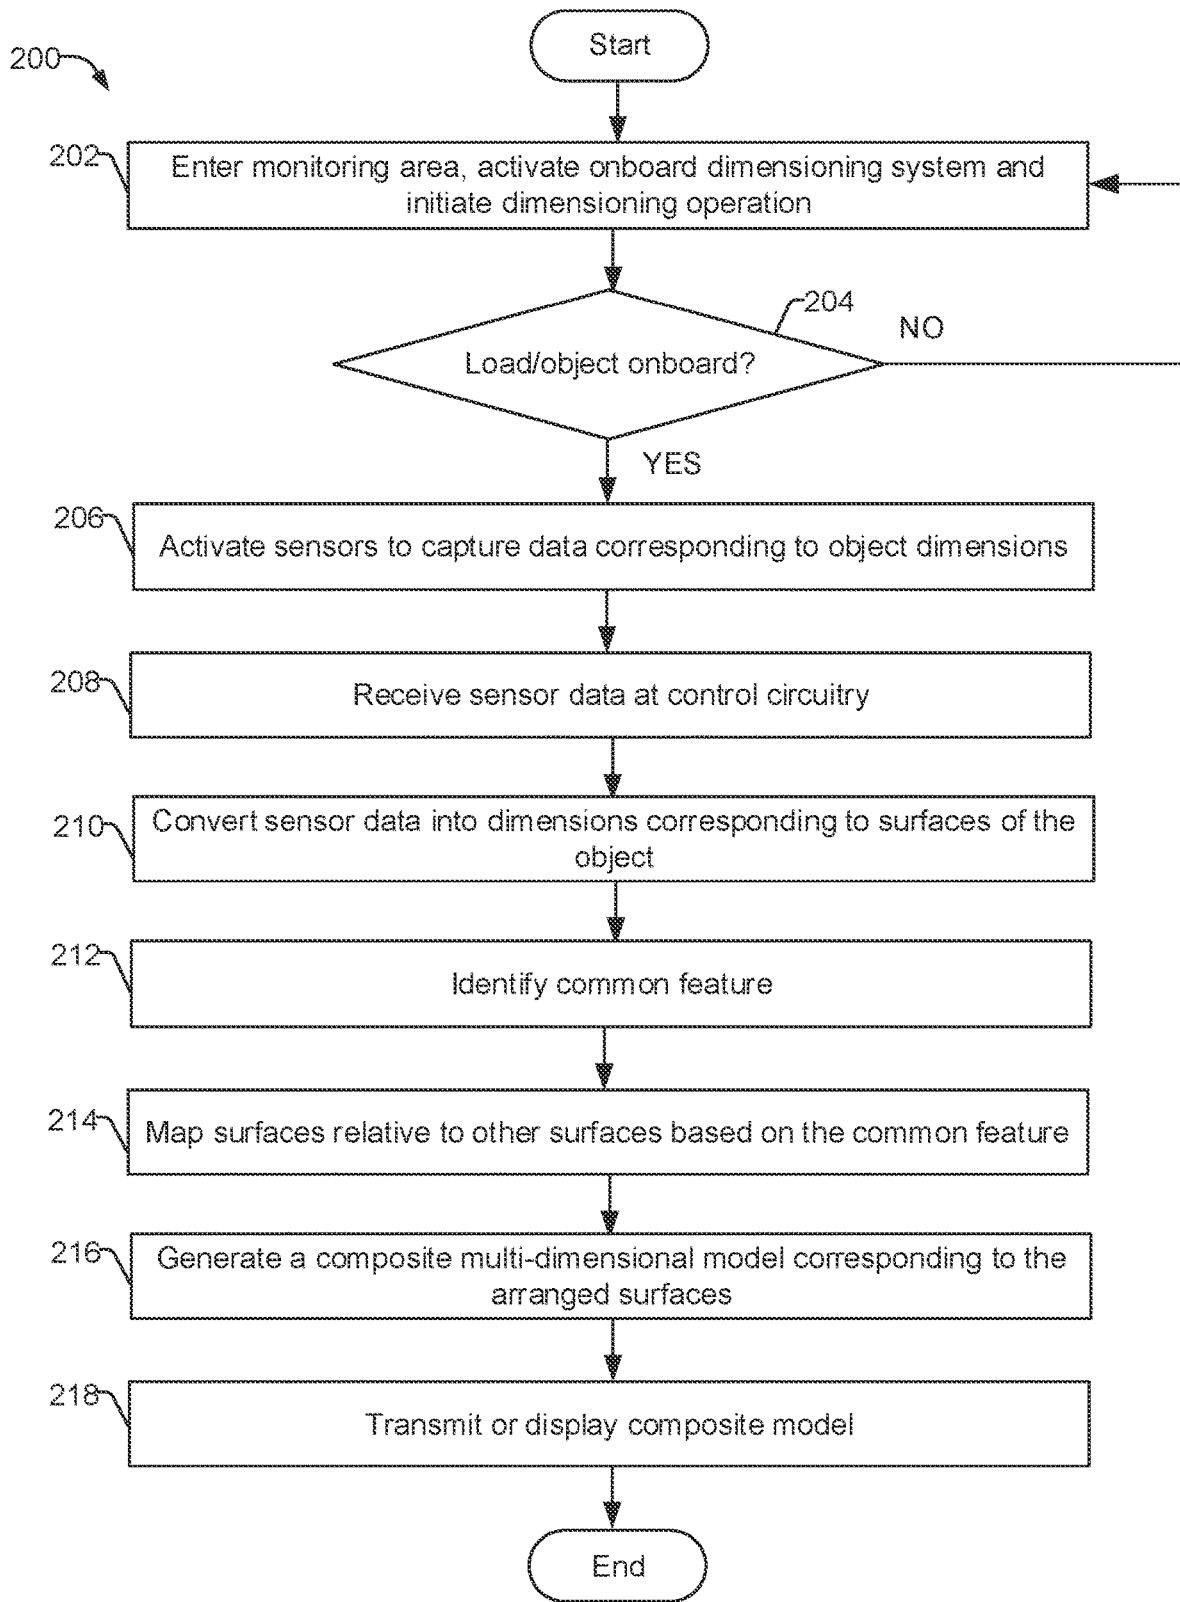 Start
200
202
Enter monitoring area, activate onboard dimensioning system and
initiate dimensioning operation
204
NO
Load/object onboard?
YES
206
Activate sensors to capture data corresponding to object dimensions
208
Receive sensor data at control circuitry
210
Convert sensor data into dimensions corresponding to surfaces of the
object
212
Identify common feature
214
Map surfaces relative to other surfaces based on the common feature
216
Generate a composite multi-dimensional model corresponding to the
arranged surfaces
218
Transmit or display composite model
End